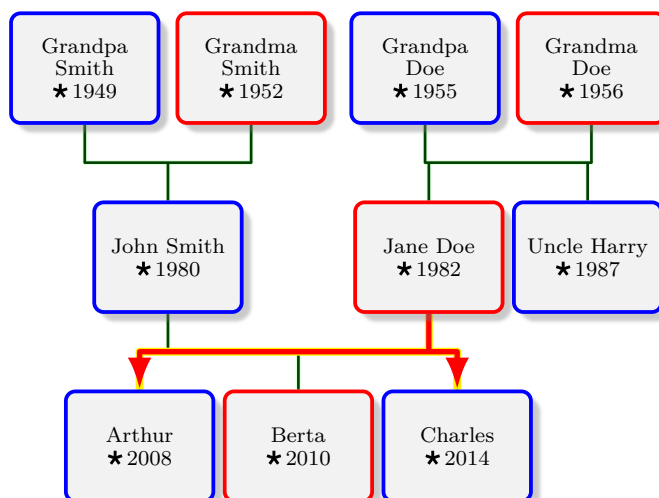 Grandpa
Smith
★ 1949
Grandma
Smith
★ 1952
Grandpa
Doe
★ 1955
Grandma
Doe
★ 1956
John Smith
★ 1980
Jane Doe
★ 1982
Uncle Harry
★ 1987
Arthur
★ 2008
Berta
★ 2010
Charles
★ 2014